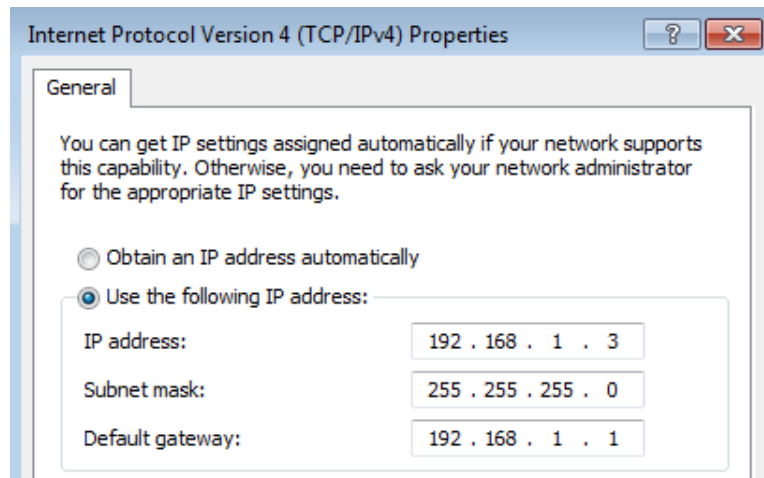 Internet Protocol Version 4 (TCP/IPv4) Properties
?
General
You can get IP settings assigned automatically if your network supports
this capability. Otherwise, you need to ask your network administrator
for the appropriate IP settings.
Obtain an IP address automatically
Use the following IP address:
IP address: 192 . 168 . 1 . 3
Subnet mask: 255 . 255 . 255 . 0
Default gateway: 192 . 168 . 1 . 1